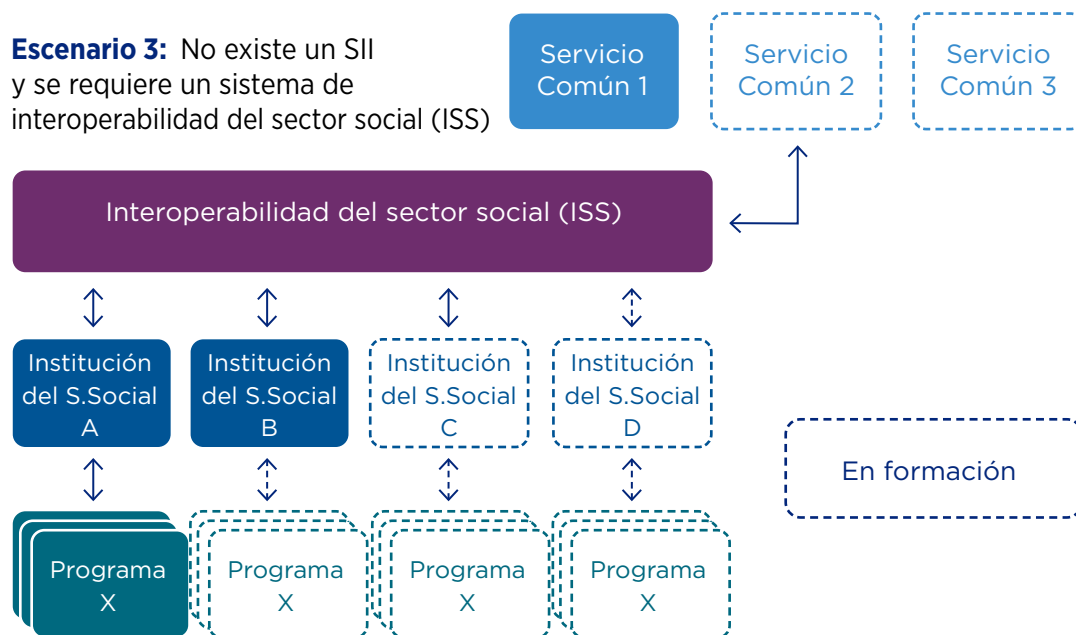 Escenario 3: No existe un SII
y se requiere un sistema de
interoperabilidad del sector social (ISS)
Servicio
Común 1
Servicio
Común 2
Servicio
Común 3
Interoperabilidad del sector social (ISS)
Institución
del S.Social
A
Institución
del S.Social
B
Institución
del S.Social
C
Institución
del S.Social
D
En formación
Programa
X
Programa
X
Programa
X
Programa
X